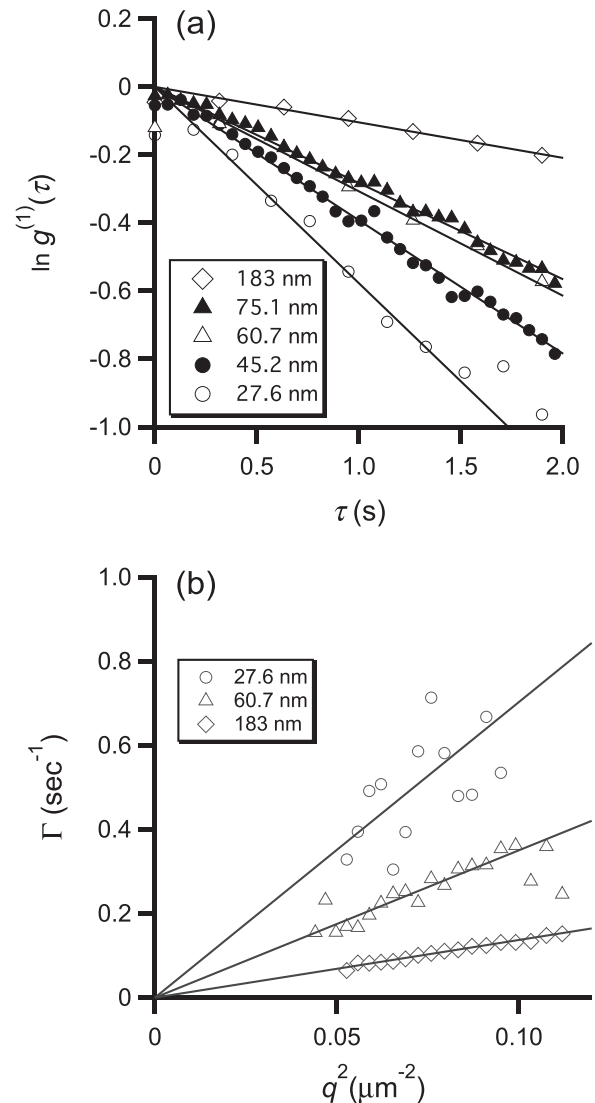 (a)
0.2
0
-0.2
-0.4
-0.6
-0.8
-1.0
ln g(1)(τ)
183 nm
75.1 nm
60.7 nm
45.2 nm
27.6 nm
0 0.5 1.0 1.5 2.0
τ (s)
(b)
1.0
0.8
0.6
0.4
0.2
0
Γ (sec-1)
27.6 nm
60.7 nm
183 nm
0 0.05 0.10
q2(μm-2)